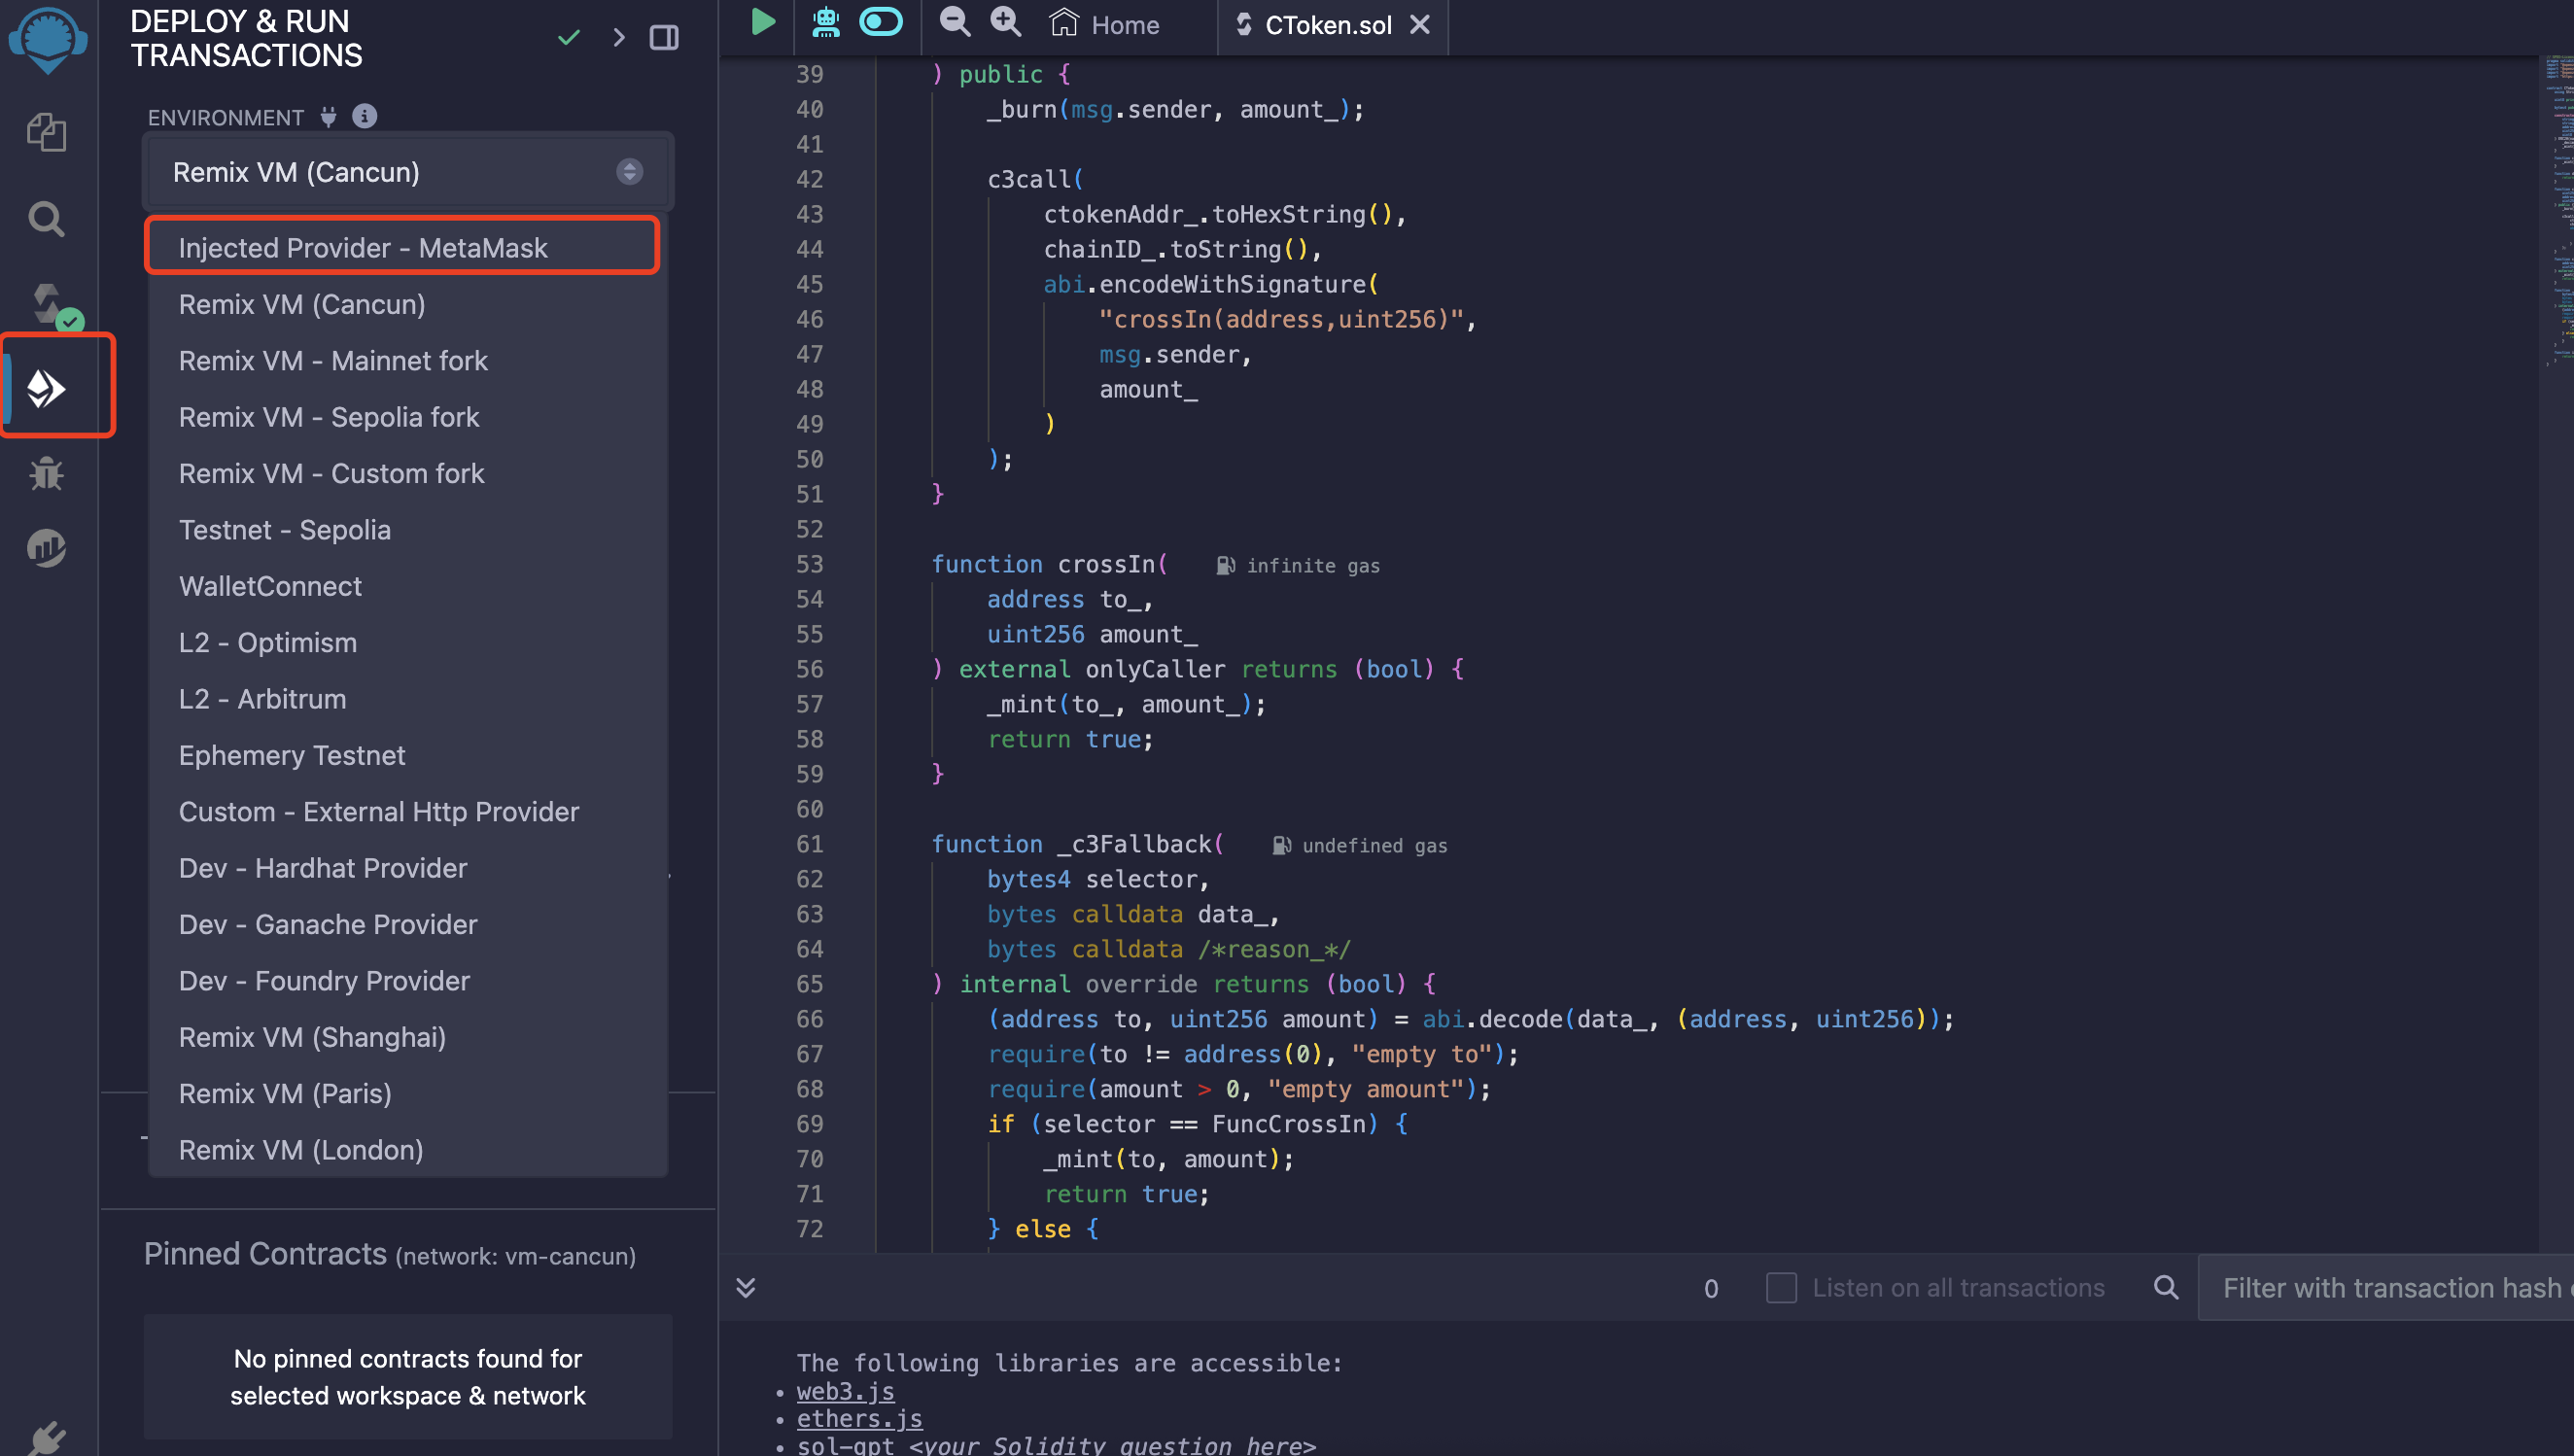 DEPLOY & RUN
TRANSACTIONS
ENVIRONMENT
Remix VM (Cancun)
Injected Provider - MetaMask
Remix VM (Cancun)
Remix VM - Mainnet fork
Remix VM - Sepolia fork
Remix VM - Custom fork
Testnet - Sepolia
WalletConnect
L2 - Optimism
L2 - Arbitrum
Ephemery Testnet
Custom - External Http Provider
Dev - Hardhat Provider
Dev - Ganache Provider
Dev - Foundry Provider
Remix VM (Shanghai)
Remix VM (Paris)
Remix VM (London)
Pinned Contracts (network: vm-cancun)
No pinned contracts found for
selected workspace & network
Home
CToken.sol
39 ) public {
40 _burn(msg.sender, amount_);
41
42 c3call(
43 ctokenAddr_.toHexString(),
44 chainID_.toString(),
45 abi.encodeWithSignature(
46 "crossIn(address,uint256)",
47 msg.sender,
48 amount_
49 )
50 );
51 }
52
53 function crossIn( infinite gas
54 address to_,
55 uint256 amount_
56 ) external onlyCaller returns (bool) {
57 _mint(to_, amount_);
58 return true;
59 }
60
61 function _c3Fallback( undefined gas
62 bytes4 selector,
63 bytes calldata data_,
64 bytes calldata /*reason_*/
65 ) internal override returns (bool) {
66 (address to, uint256 amount) = abi.decode(data_, (address, uint256));
67 require(to != address(0), "empty to");
68 require(amount > 0, "empty amount");
69 if (selector == FuncCrossIn) {
70 _mint(to, amount);
71 return true;
72 } else {
0
Listen on all transactions
Filter with transaction hash
The following libraries are accessible:
• web3.js
• ethers.js
• sol-gpt <your Solidity question here>